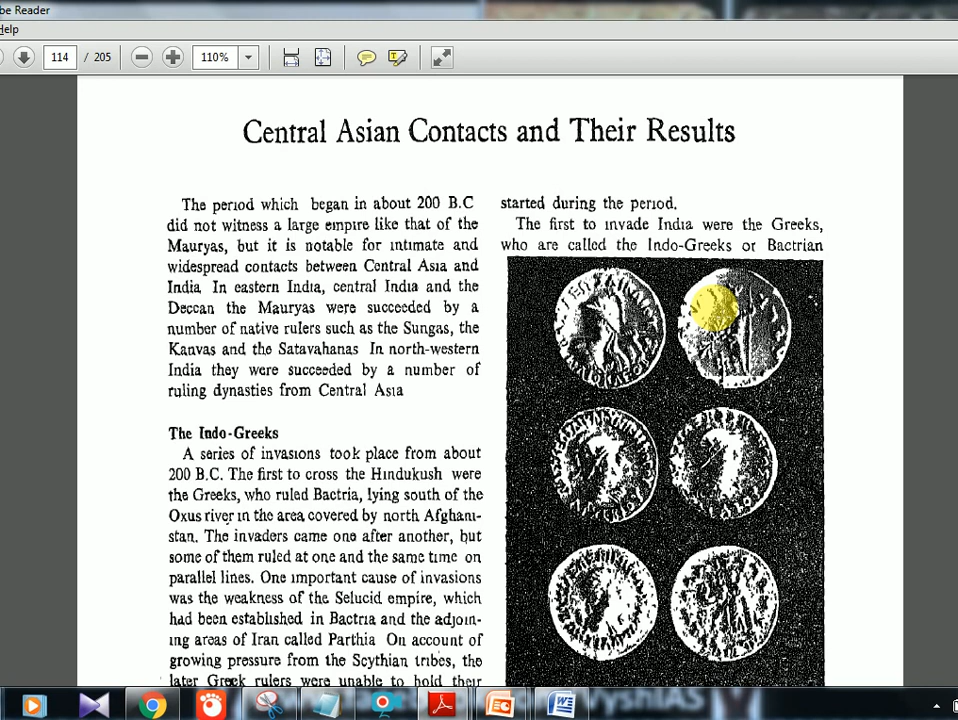 be Reader
Help
114 / 205
110%
Central Asian Contacts and Their Results
The period which began in about 200 B.C
did not witness a large empire like that of the
Mauryas, but it is notable for intimate and
widespread contacts between Central Asia and
India In eastern India, central India and the
Deccan the Mauryas were succeeded by a
number of native rulers such as the Sungas, the
Kanvas and the Satavahanas In north-western
India they were succeeded by a number of
ruling dynasties from Central Asia
The Indo-Greeks
A series of invasions took place from about
200 B.C. The first to cross the Hindukush were
the Greeks, who ruled Bactria, lying south of the
Oxus river in the area covered by north Afghani-
stan. The invaders came one after another, but
some of them ruled at one and the same time on
parallel lines. One important cause of invasions
was the weakness of the Selucid empire, which
had been established in Bactria and the adjoin-
ing areas of Iran called Parthia On account of
growing pressure from the Scythian tribes, the
later Greek rulers were unable to hold their
started during the period.
The first to invade India were the Greeks,
who are called the Indo-Greeks or Bactrian